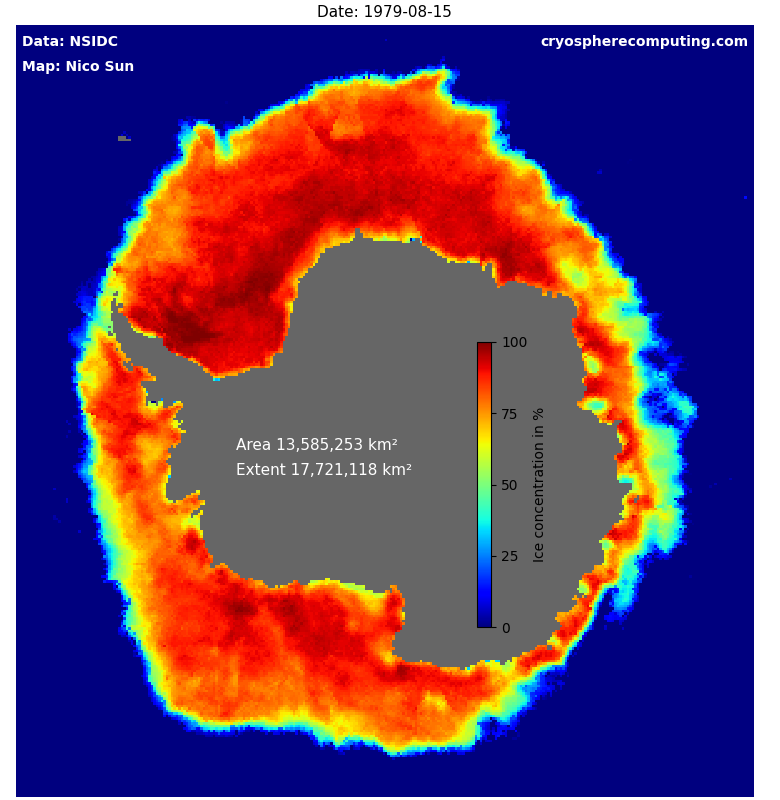 Date: 1979-08-15
Data: NSIDC
cryospherecomputing.com
Map: Nico Sun
100
75
50
25
0
Ice concentration in %
Area 13,585,253 km²
Extent 17,721,118 km²